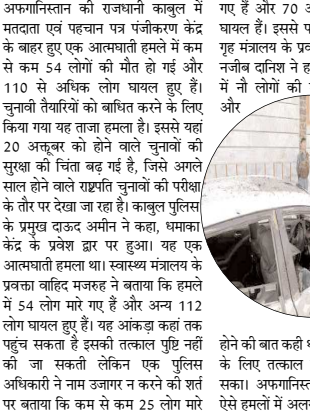 अफगानिस्तान की राजधानी काबुल में
मतदाता एवं पहचान पत्र पंजीकरण केंद्र
के बाहर हुए एक आत्मघाती हमले में कम
से कम 54 लोगों की मौत हो गई और
110 से अधिक लोग घायल हुए हैं।
चुनावी तैयारियों को बाधित करने के लिए
किया गया यह ताजा हमला है। इससे यहां
20 अक्तूबर को होने वाले चुनावों की
सुरक्षा की चिंता बढ़ गई है, जिसे अगले
साल होने वाले राष्ट्रपति चुनावों की परीक्षा
के तौर पर देखा जा रहा है। काबुल पुलिस
के प्रमुख दाऊद अमीन ने कहा, धमाका
केंद्र के प्रवेश द्वार पर हुआ। यह एक
आत्मघाती हमला था। स्वास्थ्य मंत्रालय के
प्रवक्ता वाहिद मजरुह ने बताया कि हमले
में 54 लोग मारे गए हैं और अन्य 112
लोग घायल हुए हैं। यह आंकड़ा कहां तक
पहुंच सकता है इसकी तत्काल पुष्टि नहीं
की जा सकती लेकिन एक पुलिस
अधिकारी ने नाम उजागर न करने की शर्त
पर बताया कि कम से कम 25 लोग मारे
गए हैं और 70
घायल हैं। इससे
गृह मंत्रालय के
नजीब दानिश ने
में नौ लोगों की
और
होने की बात कही
के लिए तत्काल
सका।
ऐसे हमलों में